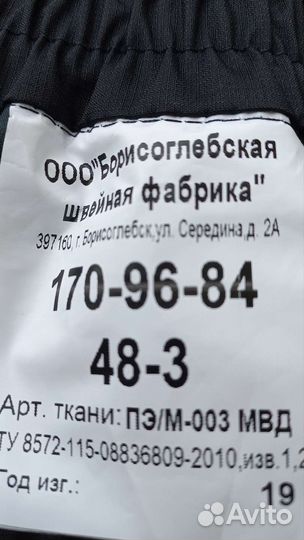 ООО"Борисоглебская
швейная фабрика"
397160, г. Борисоглебск,ул. Середина,д. 2А
170-96-84
48-3
Арт. ткани: ПЭ/М-003 МВД
ТУ 8572-115-08836809-2010,изв.1,2
Год изг.: 19
Avito